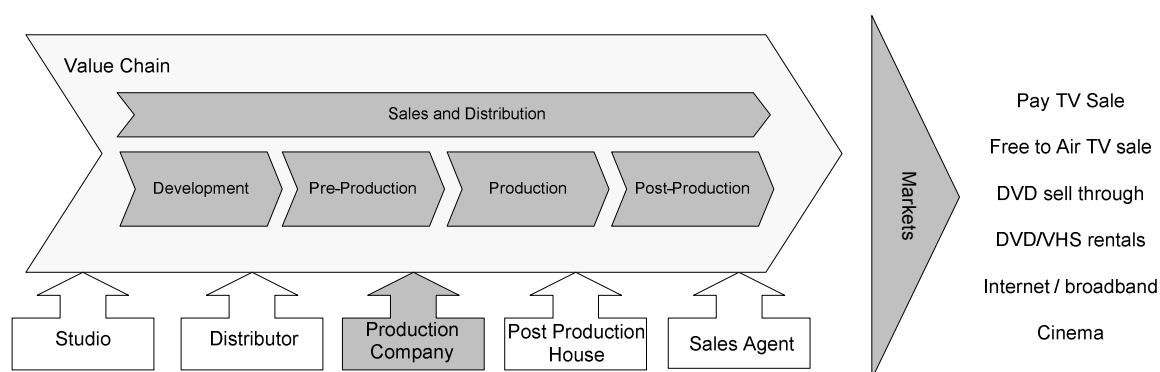 Value Chain
Sales and Distribution
Development
Pre-Production
Production
Post-Production
Studio
Distributor
Production
Company
Post Production
House
Sales Agent
Markets
Pay TV Sale
Free to Air TV sale
DVD sell through
DVD/VHS rentals
Internet / broadband
Cinema